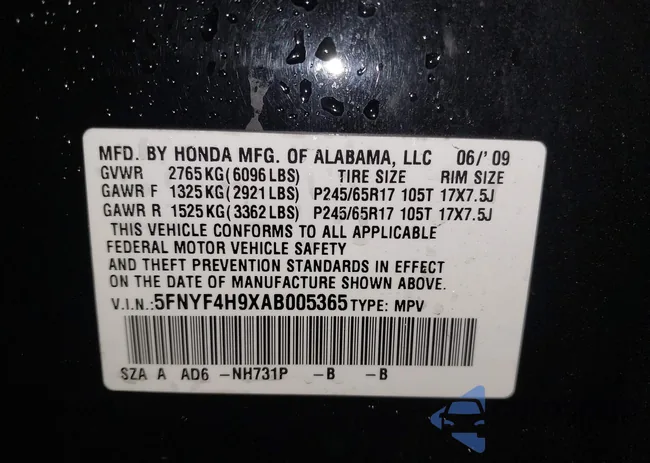 MFD. BY HONDA MFG. OF ALABAMA, LLC 06/'09
GVWR 2765 KG(6096 LBS) TIRE SIZE RIM SIZE
GAWR F 1325 KG(2921 LBS) P245/65R17 105T 17X7.5J
GAWR R 1525 KG(3362 LBS) P245/65R17 105T 17X7.5J
THIS VEHICLE CONFORMS TO ALL APPLICABLE
FEDERAL MOTOR VEHICLE SAFETY
AND THEFT PREVENTION STANDARDS IN EFFECT
ON THE DATE OF MANUFACTURE SHOWN ABOVE.
V.I.N.: 5FNYF4H9XAB005365 TYPE: MPV
SZA A AD6 -NH731P -B -B